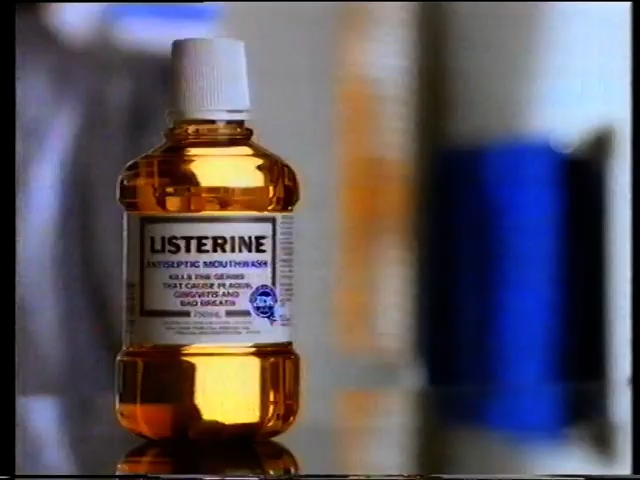 LISTERINE
ANTISEPTIC MOUTHWASH
KILLS THE GERMS
THAT CAUSE PLAQUE,
GINGIVITIS AND
BAD BREATH